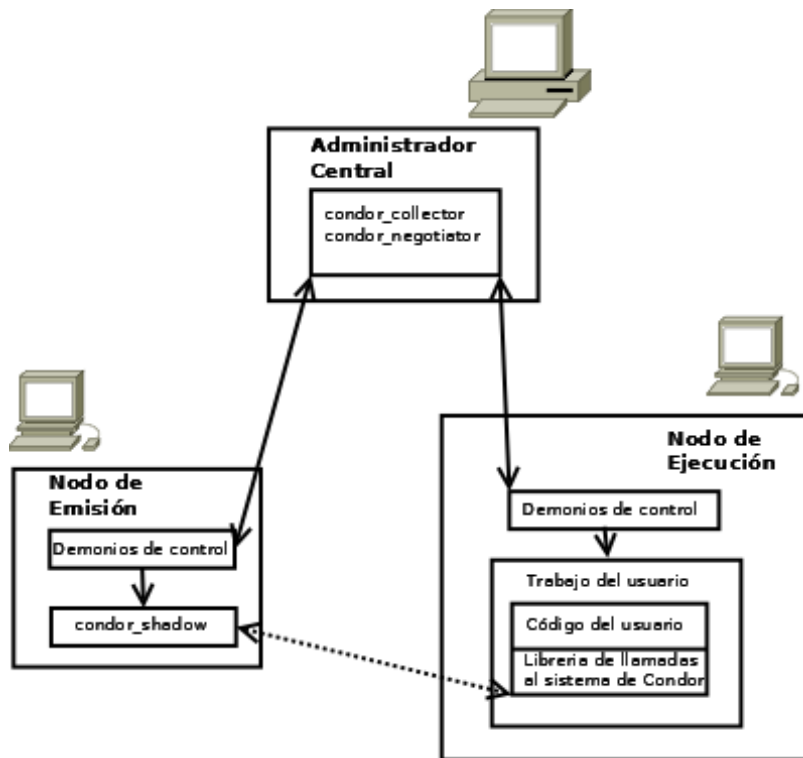 Administrador
Central
condor_collector
condor_negotiator
Nodo de
Emisión
Demonios de control
condor_shadow
Nodo de
Ejecución
Demonios de control
Trabajo del usuario
Código del usuario
Libreria de llamadas
al sistema de Condor